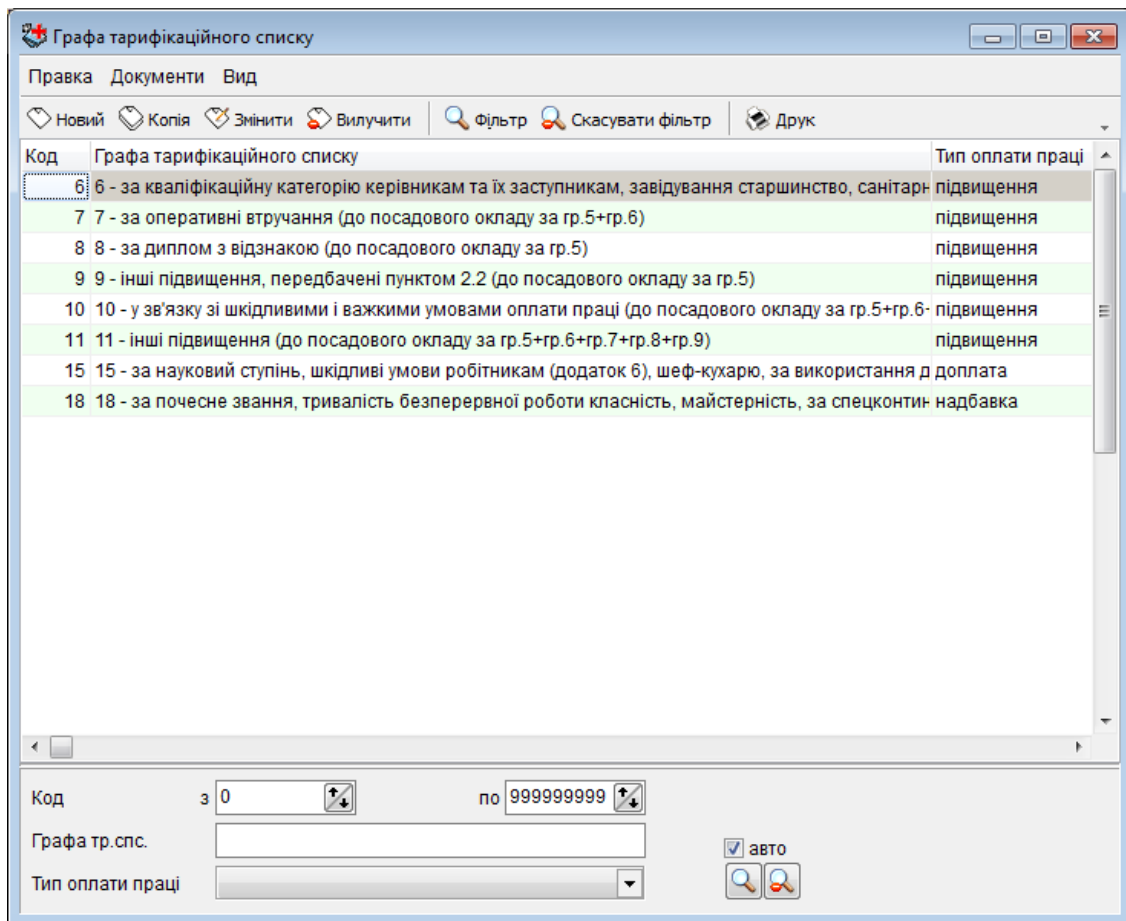 Графа тарифікаційного списку
Правка Документи Вид
Новий Копія Змінити Вилучити Фільтр Скасувати фільтр Друк
Код Графа тарифікаційного списку Тип оплати праці
6 6 - за кваліфікаційну категорію керівникам та їх заступникам, завідування старшинство, санітарн підвищення
7 7 - за оперативні втручання (до посадового окладу за гр.5+гр.6) підвищення
8 8 - за диплом з відзнакою (до посадового окладу за гр.5) підвищення
9 9 - інші підвищення, передбачені пунктом 2.2 (до посадового окладу за гр.5) підвищення
10 10 - у зв'язку зі шкідливими і важкими умовами оплати праці (до посадового окладу за гр.5+гр.6+ підвищення
11 11 - інші підвищення (до посадового окладу за гр.5+гр.6+гр.7+гр.8+гр.9) підвищення
15 15 - за науковий ступінь, шкідливі умови робітникам (додаток 6), шеф-кухарю, за використання д доплата
18 18 - за почесне звання, тривалість безперервної роботи класність, майстерність, за спецконтин надбавка
Код з 0 по 999999999
Графа тр.спс.
авто
Тип оплати праці